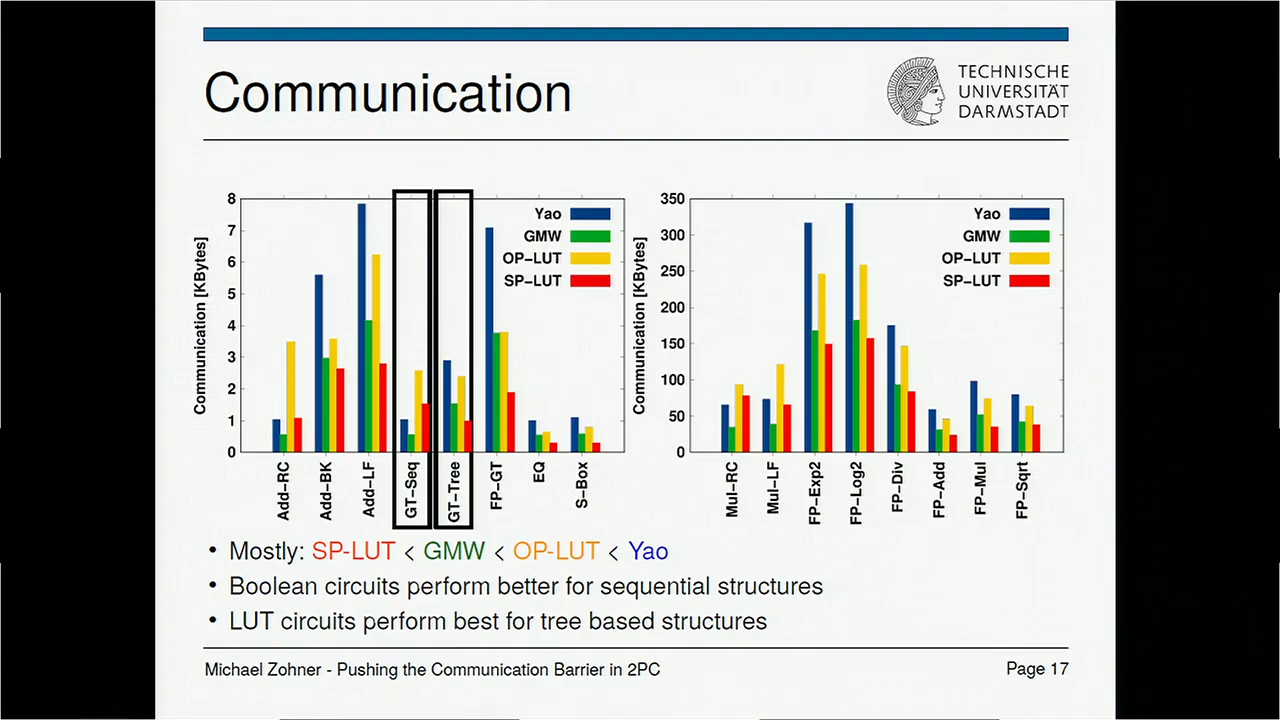 Communication
TECHNISCHE
UNIVERSITÄT
DARMSTADT
Communication [KBytes]
8
7
6
5
4
3
2
1
0
Yao
GMW
OP-LUT
SP-LUT
Add-RC
Add-BK
Add-LF
GT-Seq
GT-Tree
FP-GT
EQ
S-Box
Communication [KBytes]
350
300
250
200
150
100
50
0
Yao
GMW
OP-LUT
SP-LUT
Mul-RC
Mul-LF
FP-Exp2
FP-Log2
FP-Div
FP-Add
FP-Mul
FP-Sqrt
• Mostly: SP-LUT < GMW < OP-LUT < Yao
• Boolean circuits perform better for sequential structures
• LUT circuits perform best for tree based structures
Michael Zohner - Pushing the Communication Barrier in 2PC
Page 17